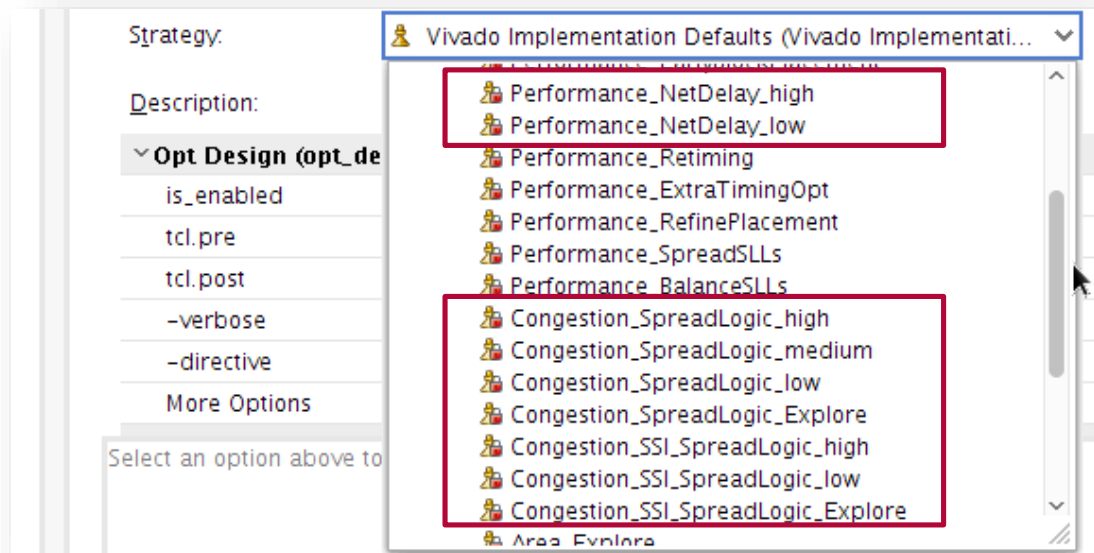 Strategy:
Vivado Implementation Defaults (Vivado Implementati...
Description:
Performance_NetDelay_high
Performance_NetDelay_low
Opt Design (opt_de
Performance_Retiming
is_enabled
Performance_ExtraTimingOpt
tcl.pre
Performance_RefinePlacement
tcl.post
Performance_SpreadSLLs
Performance_BalanceSLLs
-verbose
Congestion_SpreadLogic_high
-directive
Congestion_SpreadLogic_medium
Congestion_SpreadLogic_low
More Options
Congestion_SpreadLogic_Explore
Select an option above to
Congestion_SSI_SpreadLogic_high
Congestion_SSI_SpreadLogic_low
Congestion_SSI_SpreadLogic_Explore
Area_Explore